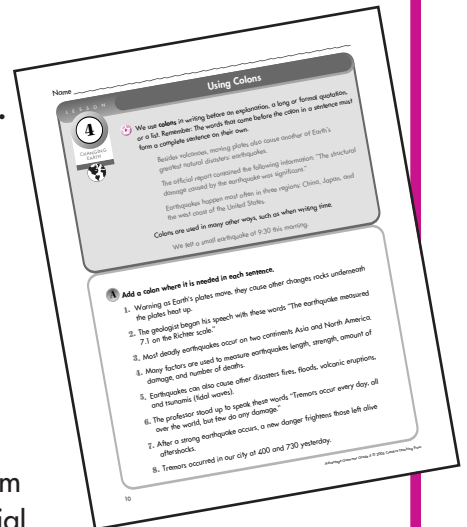 .
Name
LESSON
Using Colons
4
CHANGING
EARTH
We use colons in writing before an explanation, a long or formal quotation,
or a list. Remember: The words that come before the colon in a sentence must
form a complete sentence on their own.
Besides volcanoes, moving plates also cause another of Earth's
greatest natural disasters: earthquakes.
The official report contained the following information: "The structural
damage caused by the earthquake was significant."
Earthquakes happen most often in three regions: China, Japan, and
the west coast of the United States.
Colons are used in many other ways, such as when writing time.
We felt a small earthquake at 9:30 this morning.
A Add a colon where it is needed in each sentence.
1. Warning as Earth's plates move, they cause other changes rocks underneath
the plates heat up.
2. The geologist began his speech with these words "The earthquake measured
7.1 on the Richter scale."
3. Most deadly earthquakes occur on two continents Asia and North America.
4. Many factors are used to measure earthquakes length, strength, amount of
damage, and number of deaths.
5. Earthquakes can also cause other disasters fires, floods, volcanic eruptions,
and tsunamis (tidal waves).
6. The professor stood up to speak these words "Tremors occur every day, all
over the world, but few do any damage."
7. After a strong earthquake occurs, a new danger frightens those left alive
aftershocks.
8. Tremors occurred in our city at 400 and 730 yesterday.
10
Advantage Grammar Grade 6 © 2005 Creative Teaching Press
m
ial